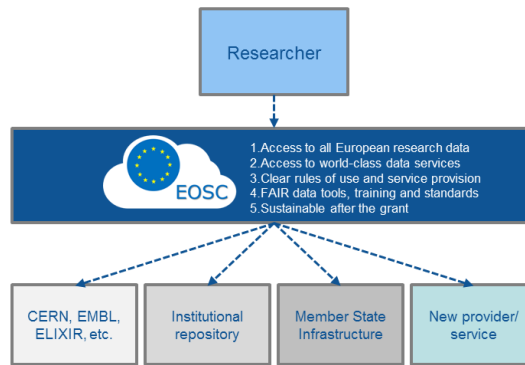 Researcher
EOSC
1.Access to all European research data
2.Access to world-class data services
3.Clear rules of use and service provision
4.FAIR data tools, training and standards
5.Sustainable after the grant
CERN, EMBL,
ELIXIR, etc.
Institutional
repository
Member State
Infrastructure
New provider/
service